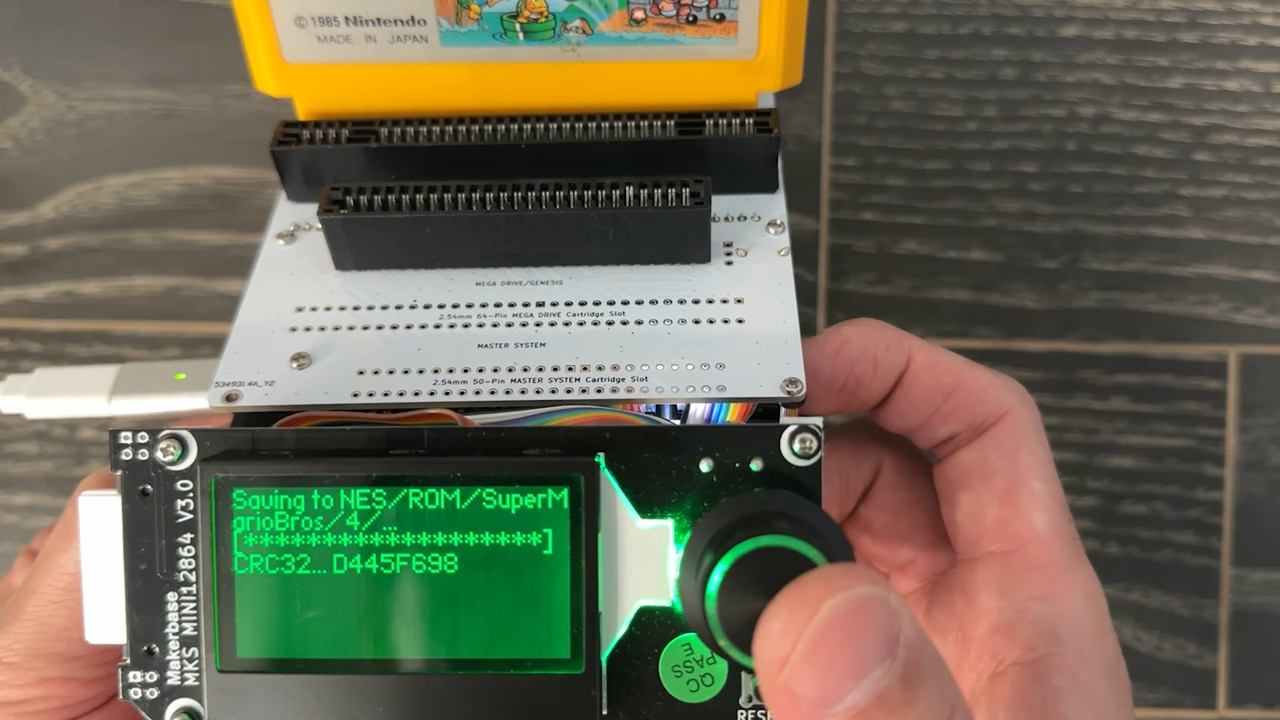 ©1985 Nintendo
MADE IN JAPAN
MEGA DRIVE/GENESIS
2.54mm 64-Pin MEGA DRIVE Cartridge Slot
MASTER SYSTEM
2.54mm 50-Pin MASTER SYSTEM Cartridge Slot
5349314A_Y2
Makerbase
MKS MINI12864 V3.0
Saving to NES/ROM/SuperM
arioBros/4/...
[*******************]
CRC32... D445F698
QC
PASS
E
RESE